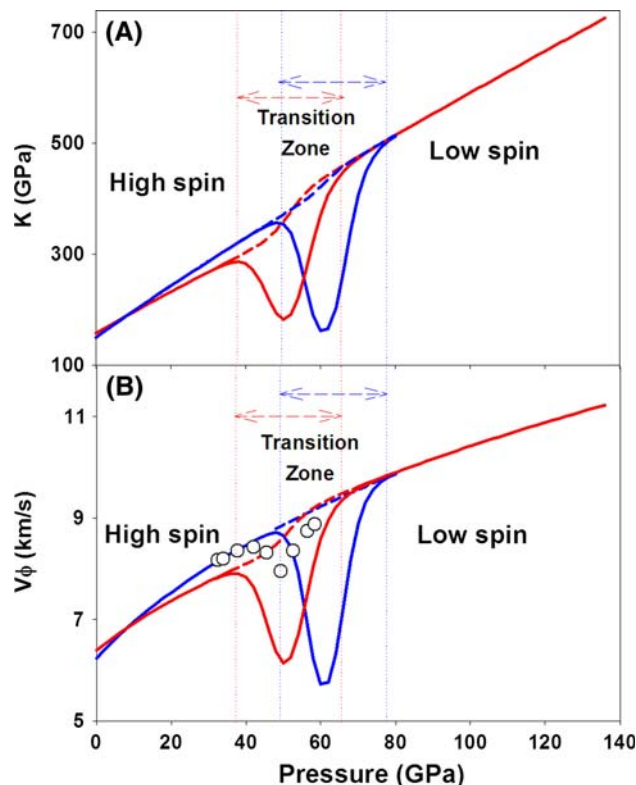 (A)
700
500
300
100
K (GPa)
Transition
Zone
High spin
Low spin
(B)
11
9
7
5
Vϕ (km/s)
Transition
Zone
High spin
Low spin
0 20 40 60 80 100 120 140
Pressure (GPa)